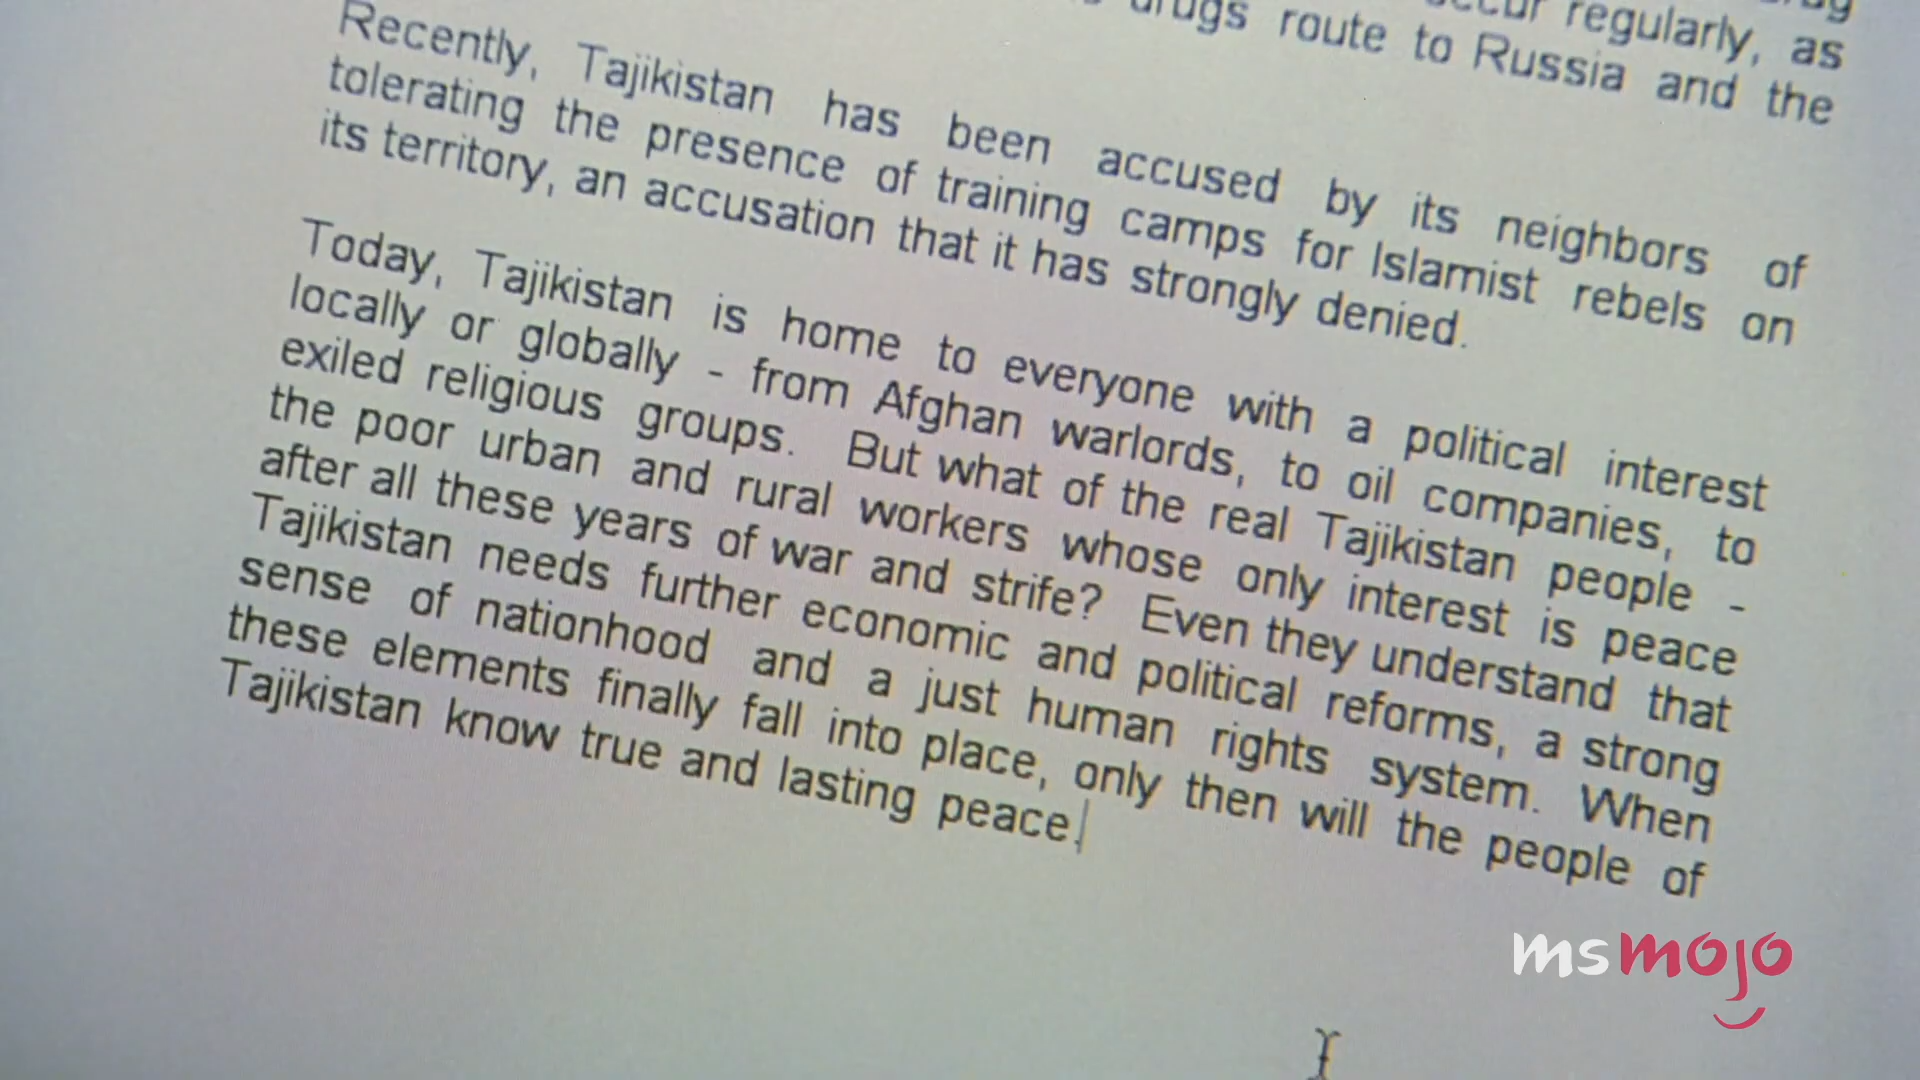 occur regularly, as
drugs route to Russia and the
Recently, Tajikistan has been accused by its neighbors of
tolerating the presence of training camps for Islamist rebels on
its territory, an accusation that it has strongly denied.
Today, Tajikistan is home to everyone with a political interest
locally or globally - from Afghan warlords, to oil companies, to
exiled religious groups. But what of the real Tajikistan people -
the poor urban and rural workers whose only interest is peace
after all these years of war and strife? Even they understand that
Tajikistan needs further economic and political reforms, a strong
sense of nationhood and a just human rights system. When
these elements finally fall into place, only then will the people of
Tajikistan know true and lasting peace.
msmojo